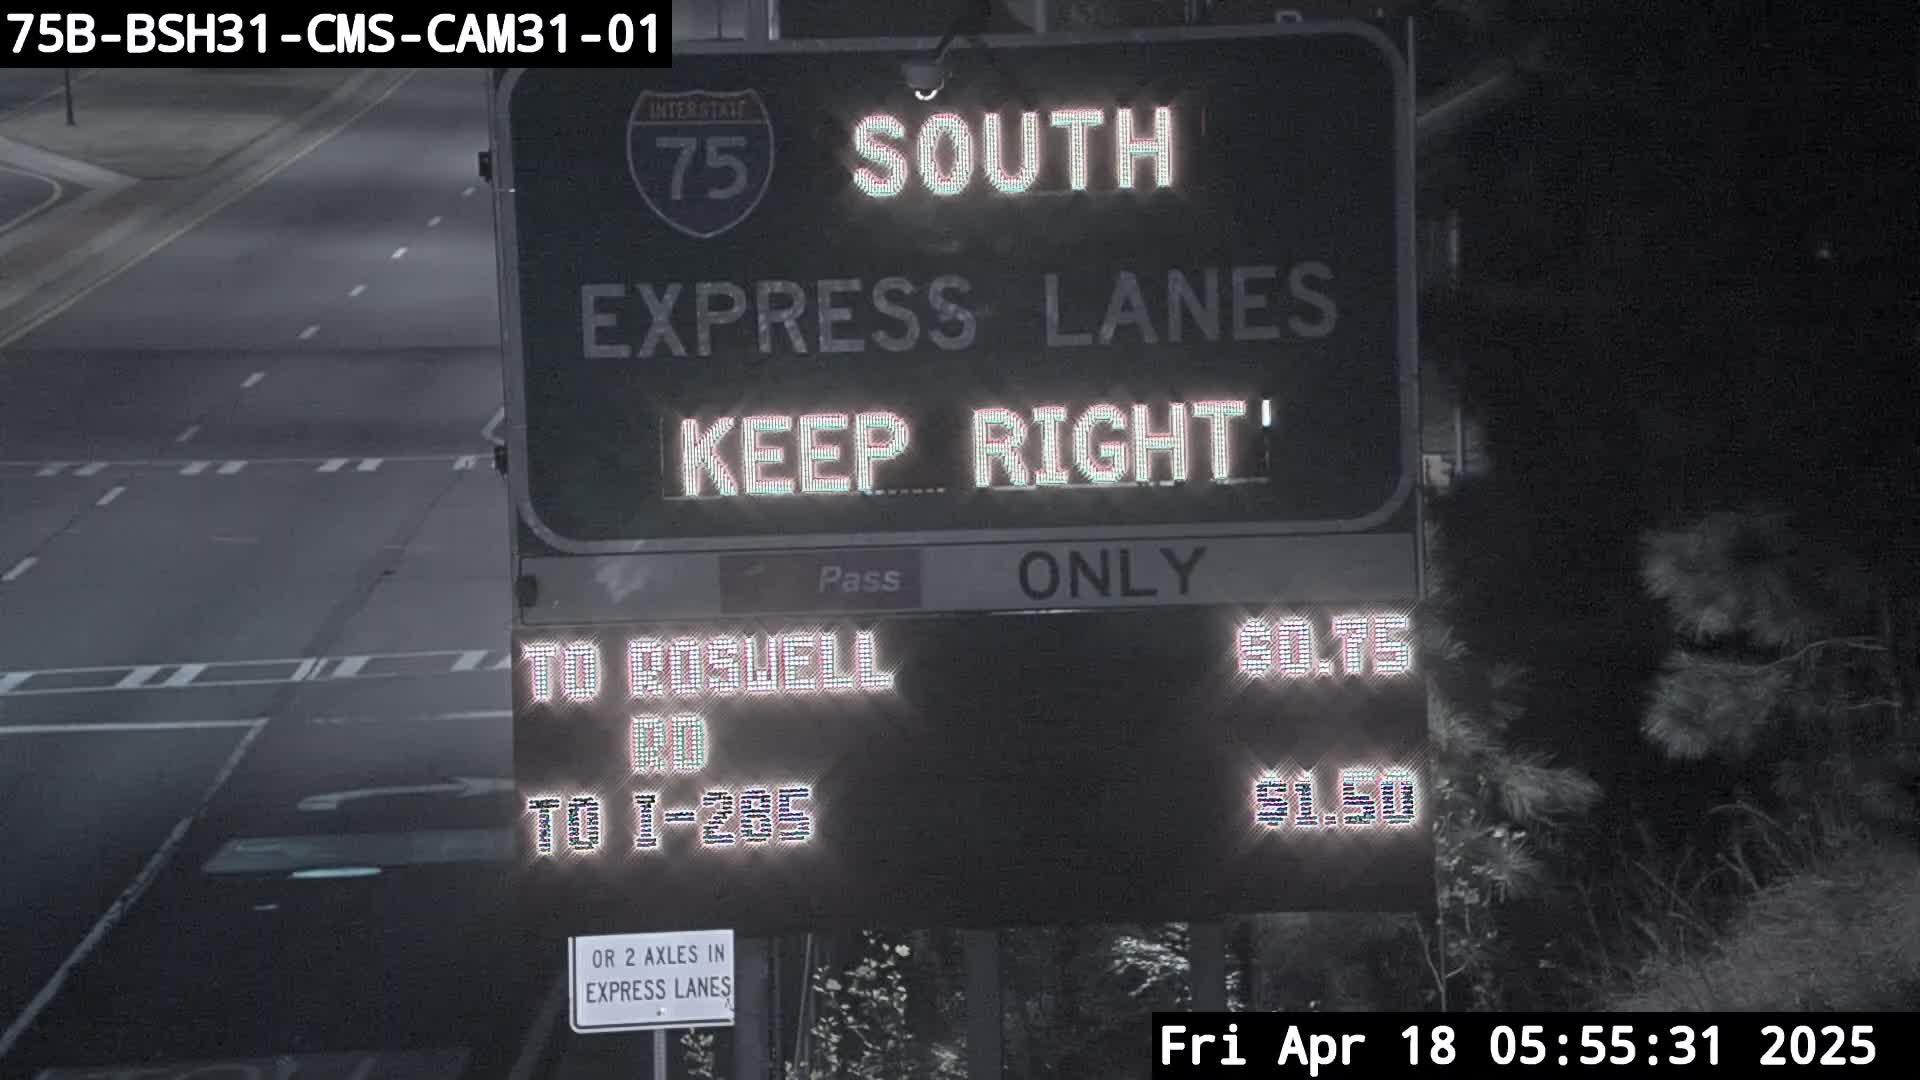 75B-BSH31-CMS-CAM31-01
INTERSTATE
75
SOUTH
EXPRESS LANES
KEEP RIGHT
Pass ONLY
TO ROSWELL $0.75
RD
TO I-285 $1.50
OR 2 AXLES IN
EXPRESS LANES
Fri Apr 18 05:55:31 2025